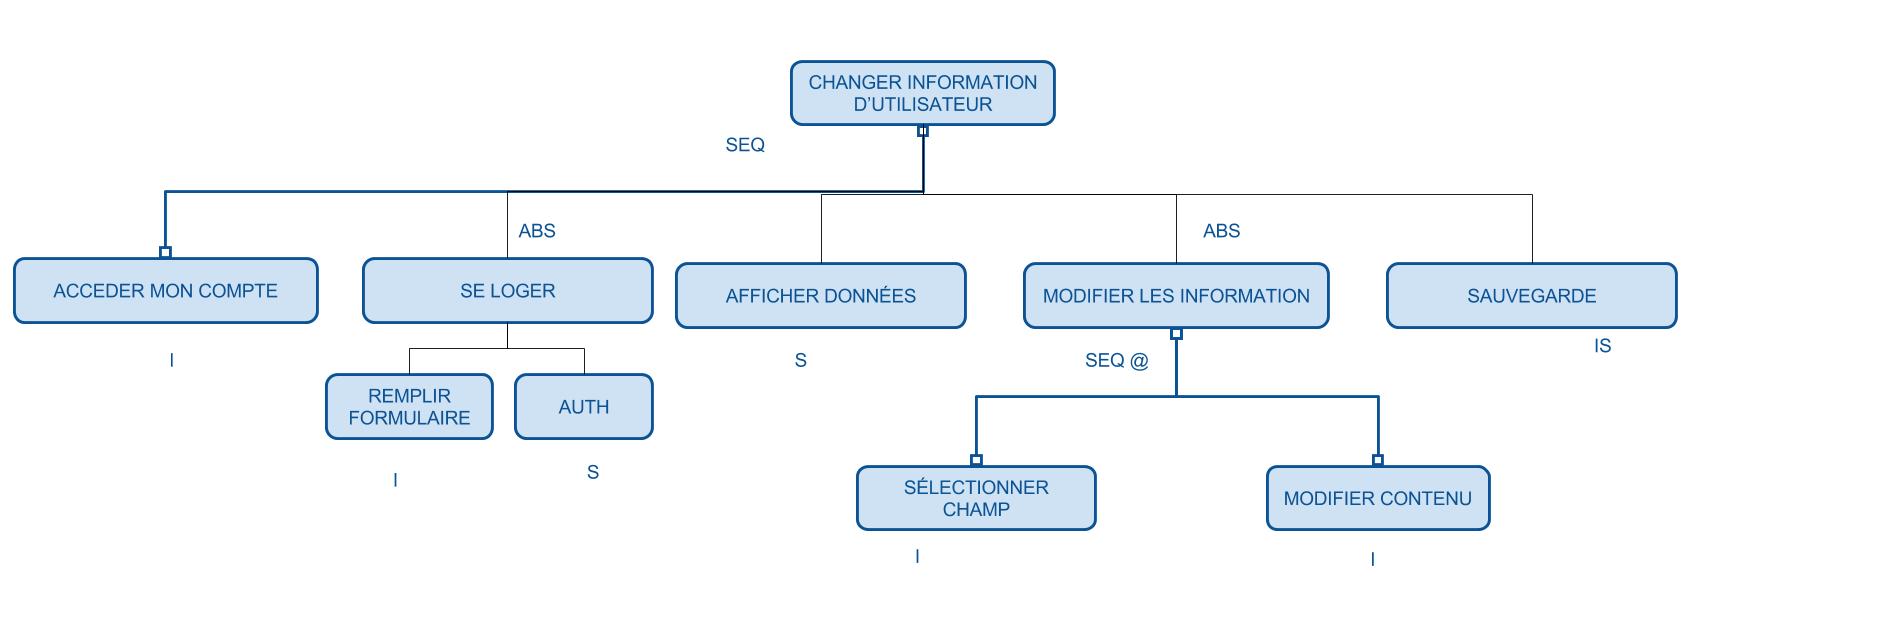 CHANGER INFORMATION
D'UTILISATEUR
SEQ
ABS
ABS
ACCEDER MON COMPTE
SE LOGER
AFFICHER DONNÉES
MODIFIER LES INFORMATION
SAUVEGARDE
I
S
SEQ @
IS
REMPLIR
FORMULAIRE
AUTH
I
S
SÉLECTIONNER
CHAMP
MODIFIER CONTENU
I
I